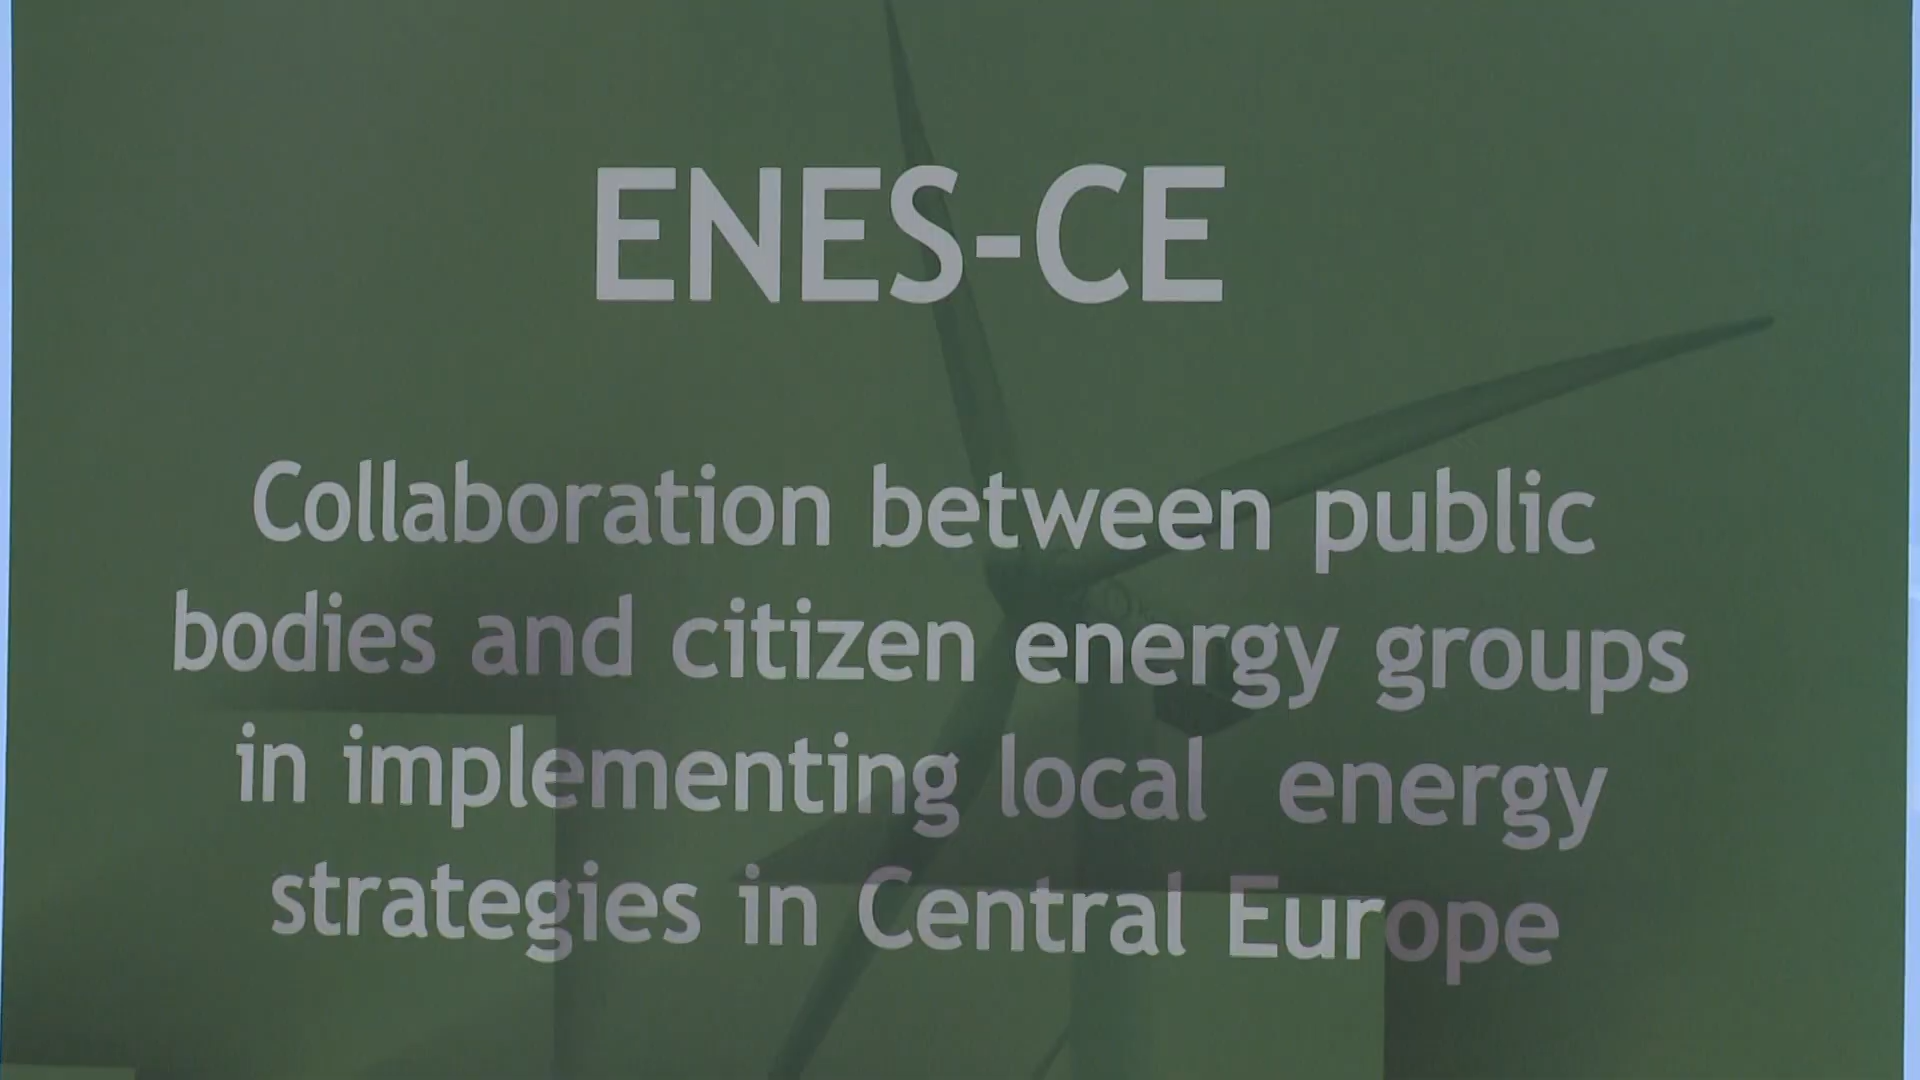 ENES-CE
Collaboration between public
bodies and citizen energy groups
in implementing local energy
strategies in Central Europe